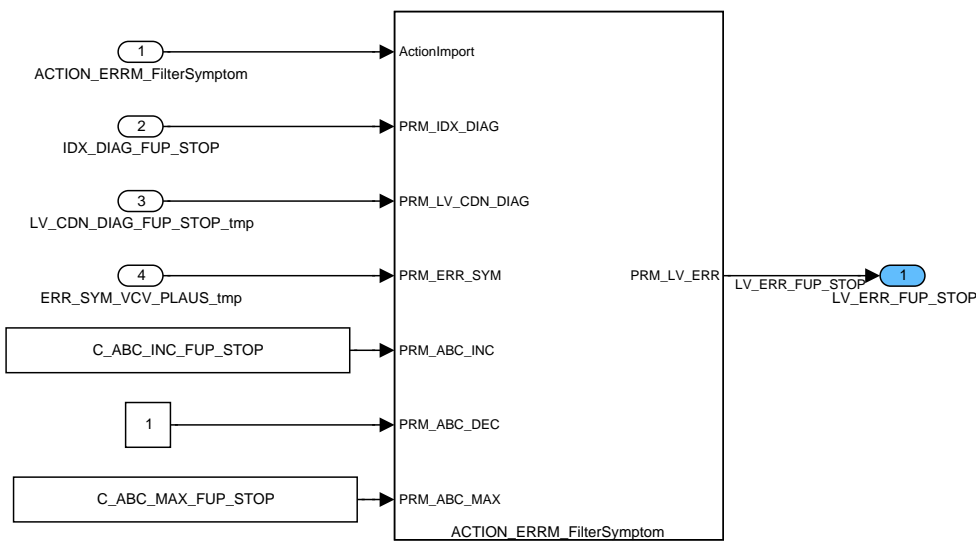 1
ActionImport
ACTION_ERRM_FilterSymptom
2
PRM_IDX_DIAG
IDX_DIAG_FUP_STOP
3
PRM_LV_CDN_DIAG
LV_CDN_DIAG_FUP_STOP_tmp
4
PRM_ERR_SYM
PRM_LV_ERR
1
LV_ERR_FUP_STOP
LV_ERR_FUP_STOP
ERR_SYM_VCV_PLAUS_tmp
C_ABC_INC_FUP_STOP
PRM_ABC_INC
1
PRM_ABC_DEC
C_ABC_MAX_FUP_STOP
PRM_ABC_MAX
ACTION_ERRM_FilterSymptom